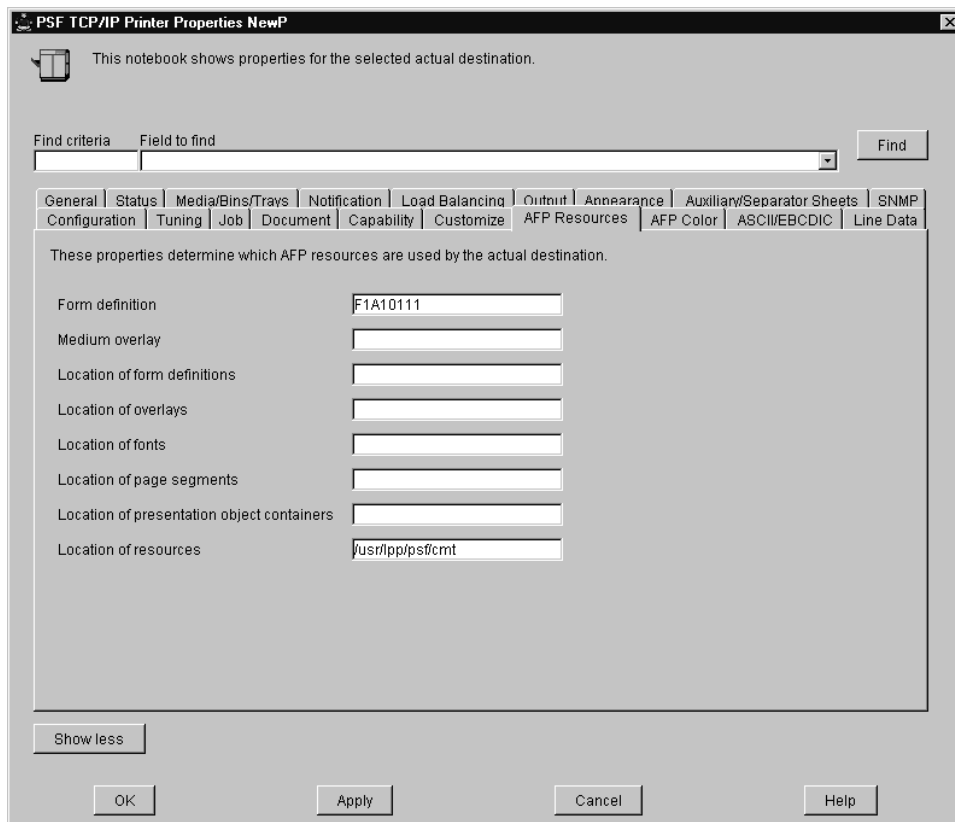 PSF TCP/IP Printer Properties NewP
This notebook shows properties for the selected actual destination.
Find criteria Field to find
Find
General Status Media/Bins/Trays Notification Load Balancing Output Appearance Auxiliary/Separator Sheets SNMP
Configuration Tuning Job Document Capability Customize AFP Resources AFP Color ASCII/EBCDIC Line Data
These properties determine which AFP resources are used by the actual destination.
Form definition F1A10111
Medium overlay
Location of form definitions
Location of overlays
Location of fonts
Location of page segments
Location of presentation object containers
Location of resources /usr/lpp/psf/cmt
Show less
OK Apply Cancel Help